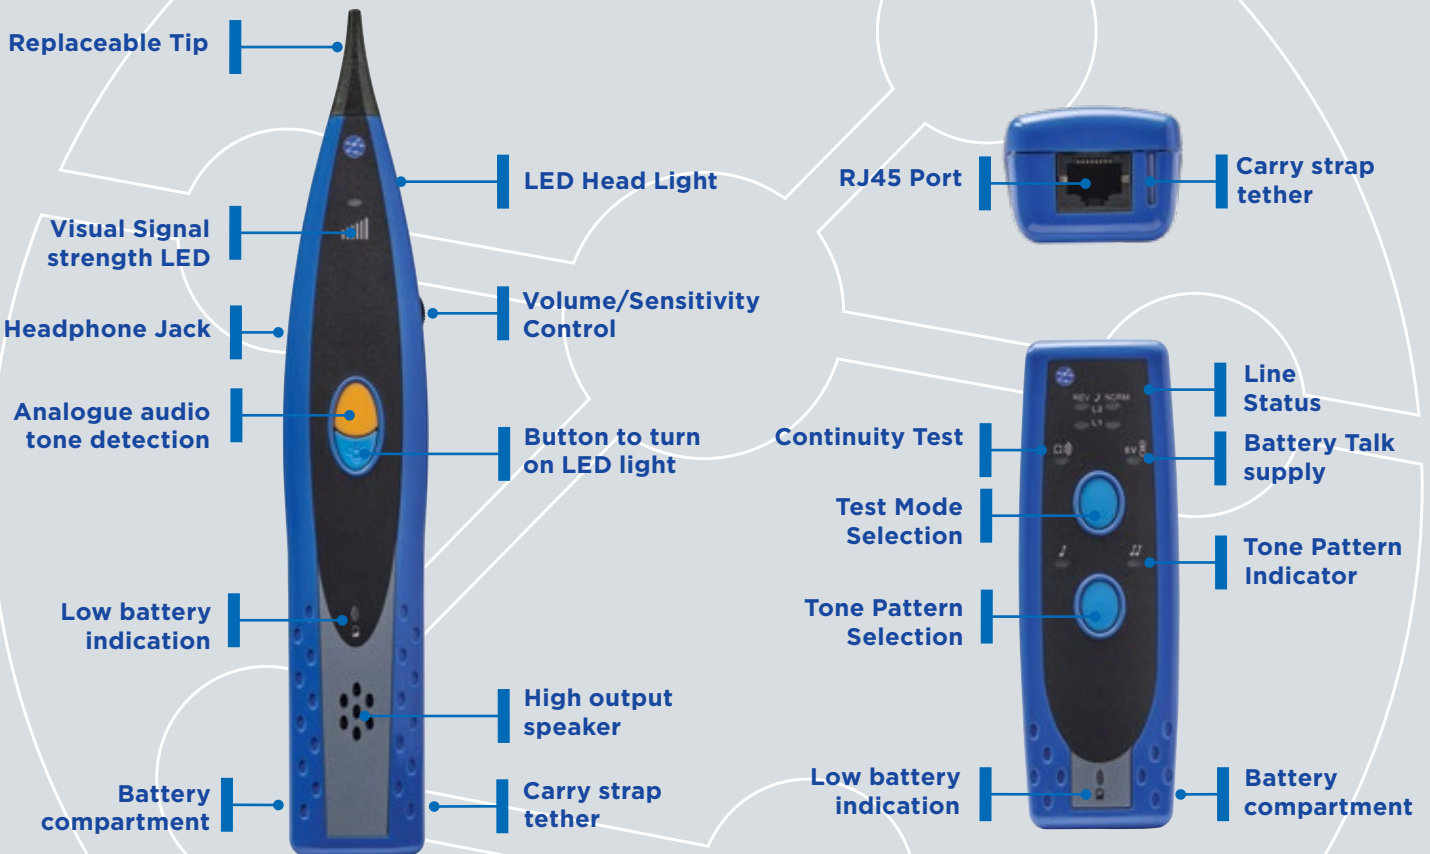 Replaceable Tip
LED Head Light
Visual Signal
strength LED
Headphone Jack
Volume/Sensitivity
Control
Analogue audio
tone detection
Button to turn
on LED light
Low battery
indication
High output
speaker
Battery
compartment
Carry strap
tether
RJ45 Port
Carry strap
tether
Line
Status
REV NORM
L2
L1
Continuity Test
Ω
6V
Battery Talk
supply
Test Mode
Selection
Tone Pattern
Indicator
Tone Pattern
Selection
Low battery
indication
Battery
compartment